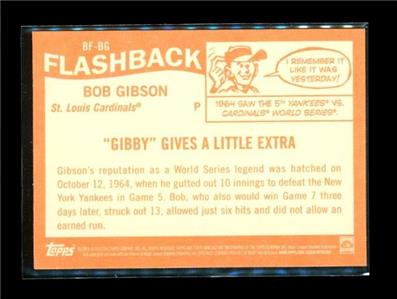 BF-BG
FLASHBACK
BOB GIBSON
St. Louis Cardinals® P
I REMEMBER
IT LIKE IT WAS
YESTERDAY!
1964 SAW THE 5TH YANKEES® VS.
CARDINALS® WORLD SERIES®.
"GIBBY" GIVES A LITTLE EXTRA
Gibson's reputation as a World Series legend was hatched on
October 12, 1964, when he gutted out 10 innings to defeat the New
York Yankees in Game 5. Bob, who also would win Game 7 three
days later, struck out 13, allowed just six hits and did not allow an
earned run.
Topps